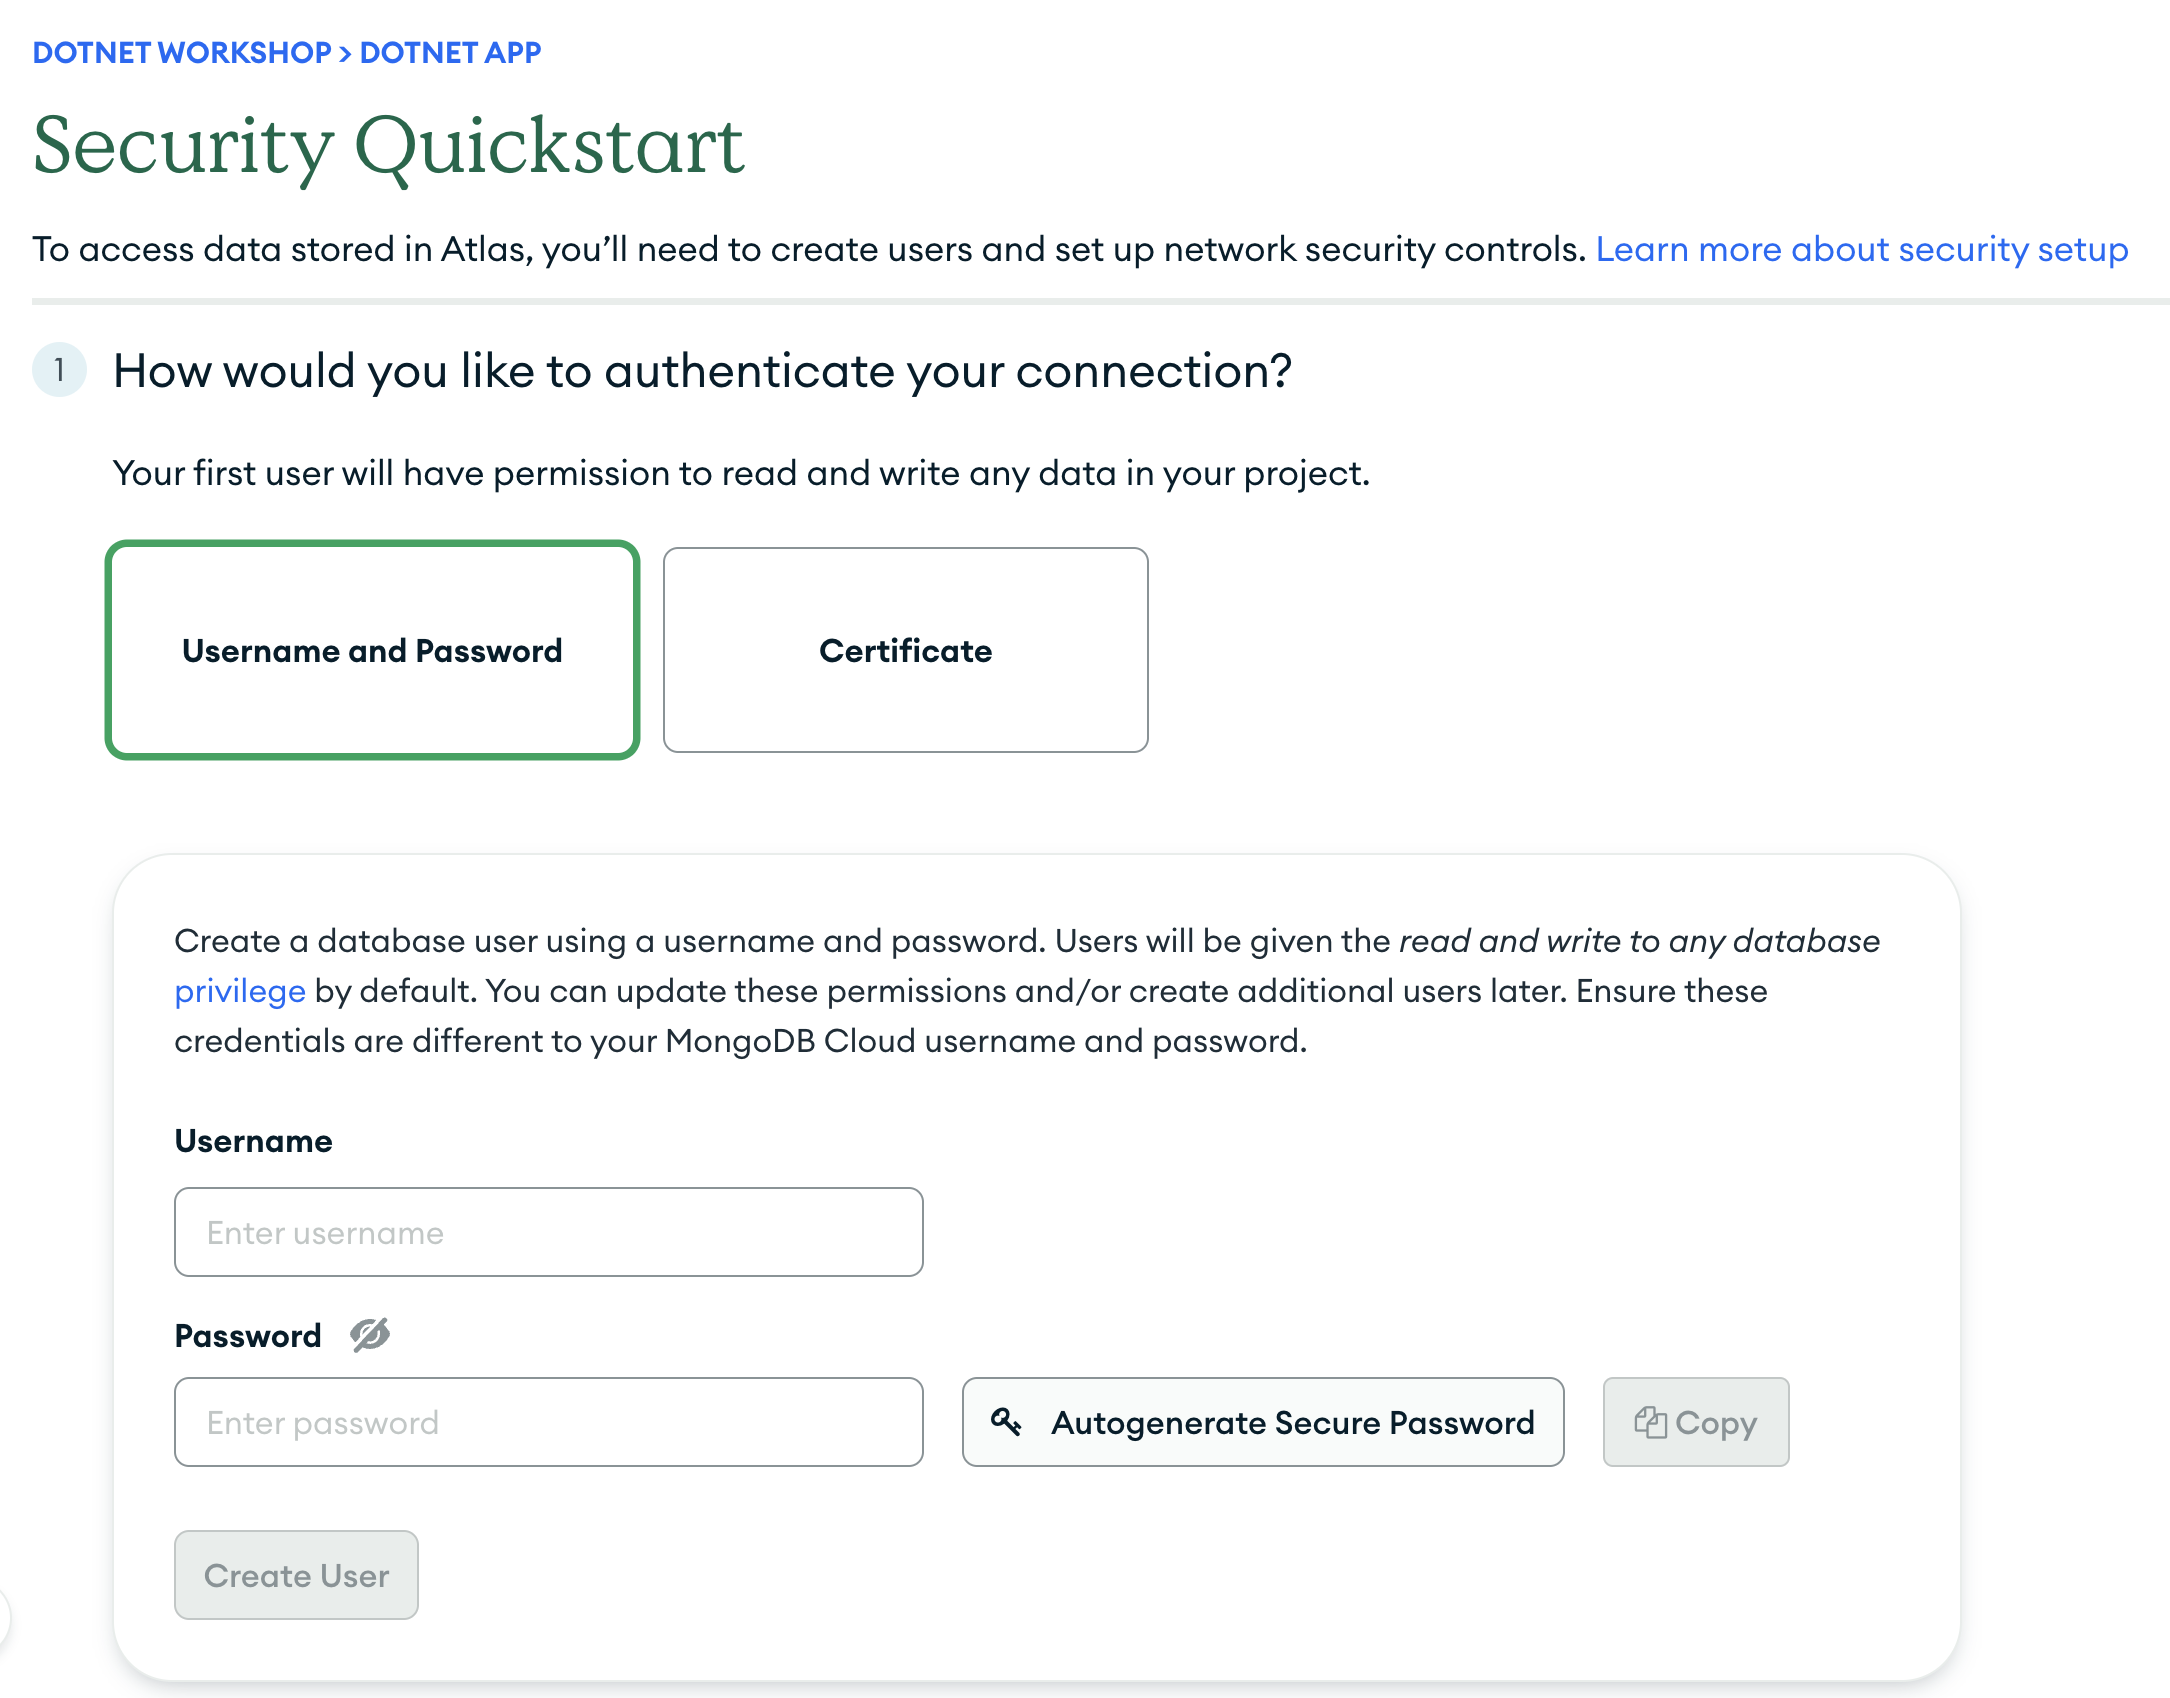 DOTNET WORKSHOP > DOTNET APP
Security Quickstart
To access data stored in Atlas, you’ll need to create users and set up network security controls. Learn more about security setup
1 How would you like to authenticate your connection?
Your first user will have permission to read and write any data in your project.
Username and Password Certificate
Create a database user using a username and password. Users will be given the read and write to any database
privilege by default. You can update these permissions and/or create additional users later. Ensure these
credentials are different to your MongoDB Cloud username and password.
Username
Enter username
Password
Enter password Autogenerate Secure Password Copy
Create User